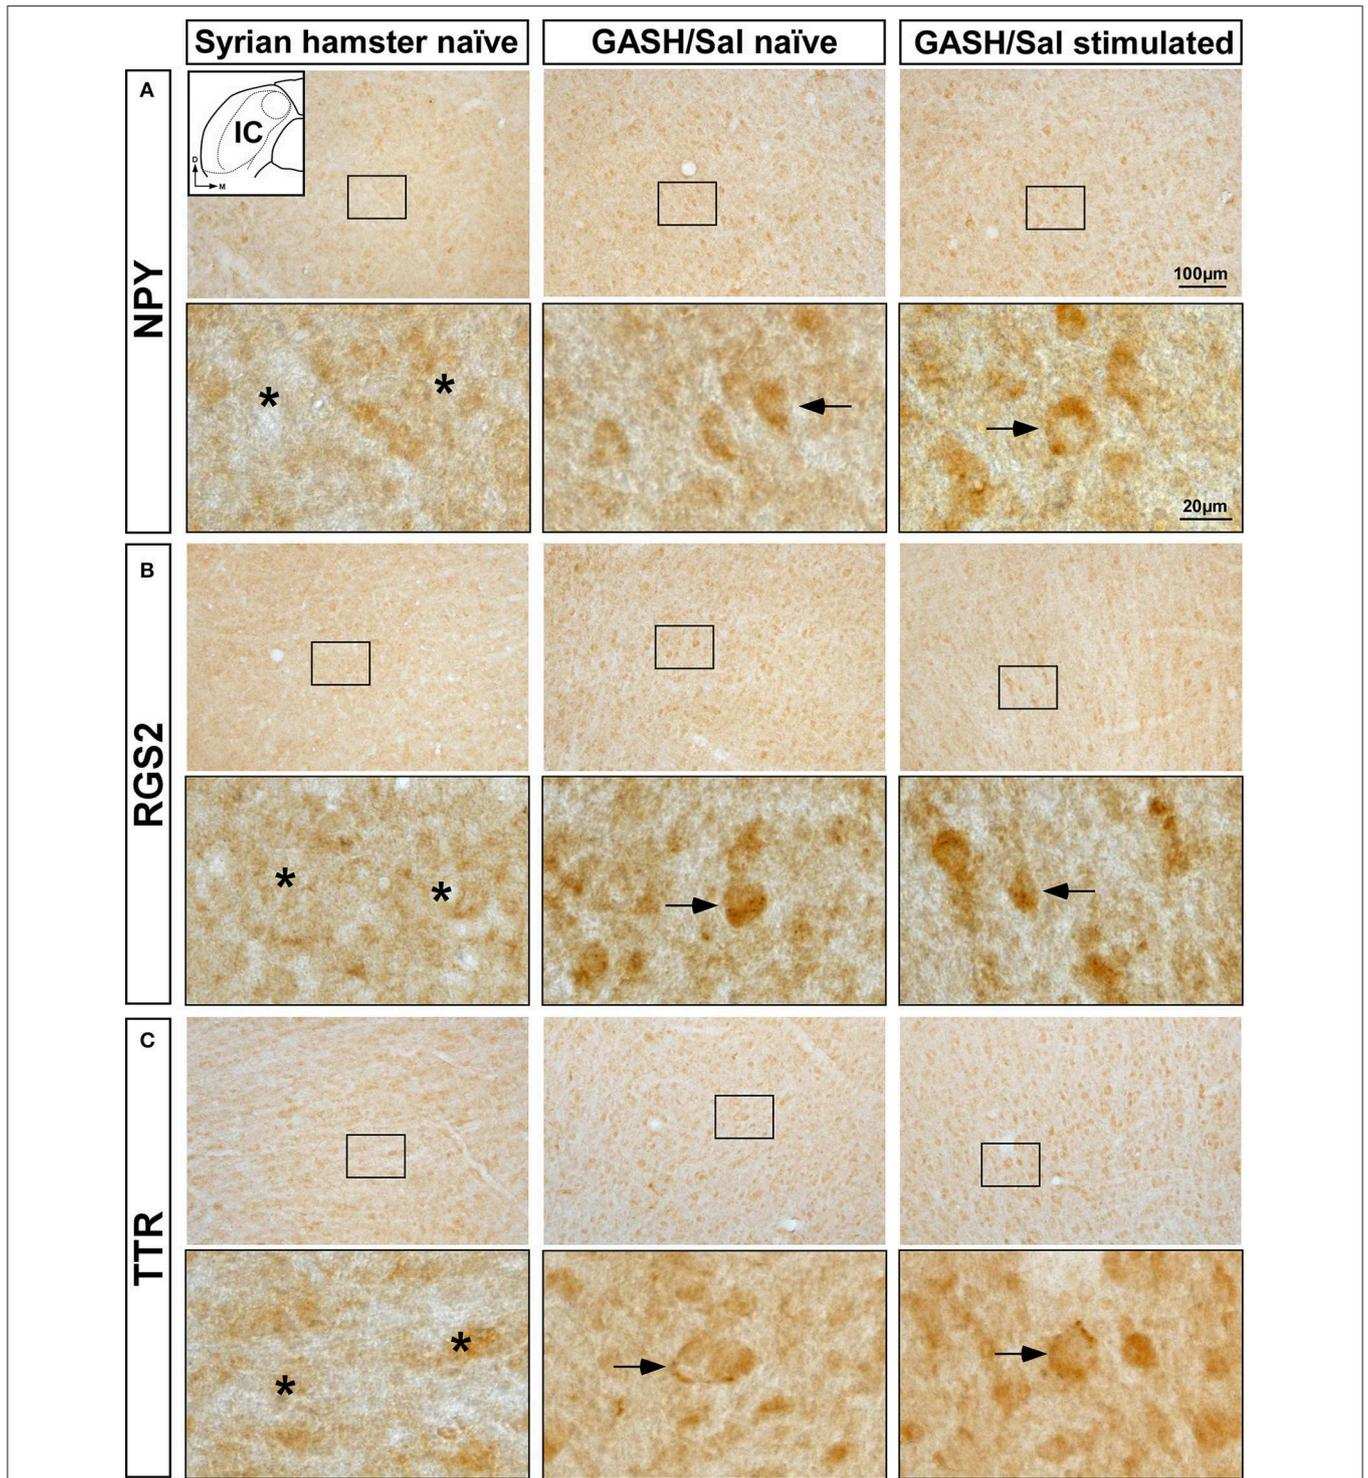 Syrian hamster naïve
GASH/Sal naïve
GASH/Sal stimulated
A
NPY
IC
D
M
100µm
*
*
20µm
B
RGS2
*
*
C
TTR
*
*